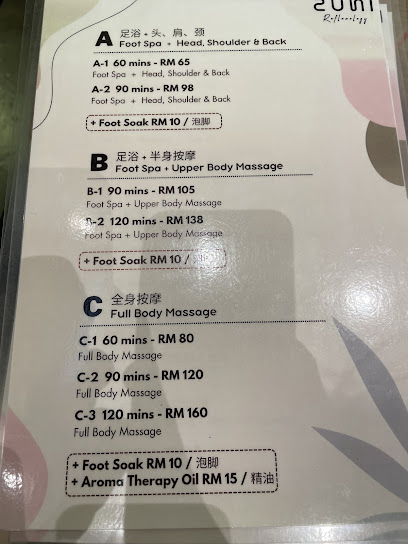 Reflexology
A 足浴 + 头、肩、颈
Foot Spa + Head, Shoulder & Back
A-1 60 mins - RM 65
Foot Spa + Head, Shoulder & Back
A-2 90 mins - RM 98
Foot Spa + Head, Shoulder & Back
+ Foot Soak RM 10 / 泡脚
B 足浴 + 半身按摩
Foot Spa + Upper Body Massage
B-1 90 mins - RM 105
Foot Spa + Upper Body Massage
B-2 120 mins - RM 138
Foot Spa + Upper Body Massage
+ Foot Soak RM 10 / 泡脚
C 全身按摩
Full Body Massage
C-1 60 mins - RM 80
Full Body Massage
C-2 90 mins - RM 120
Full Body Massage
C-3 120 mins - RM 160
Full Body Massage
+ Foot Soak RM 10 / 泡脚
+ Aroma Therapy Oil RM 15 / 精油